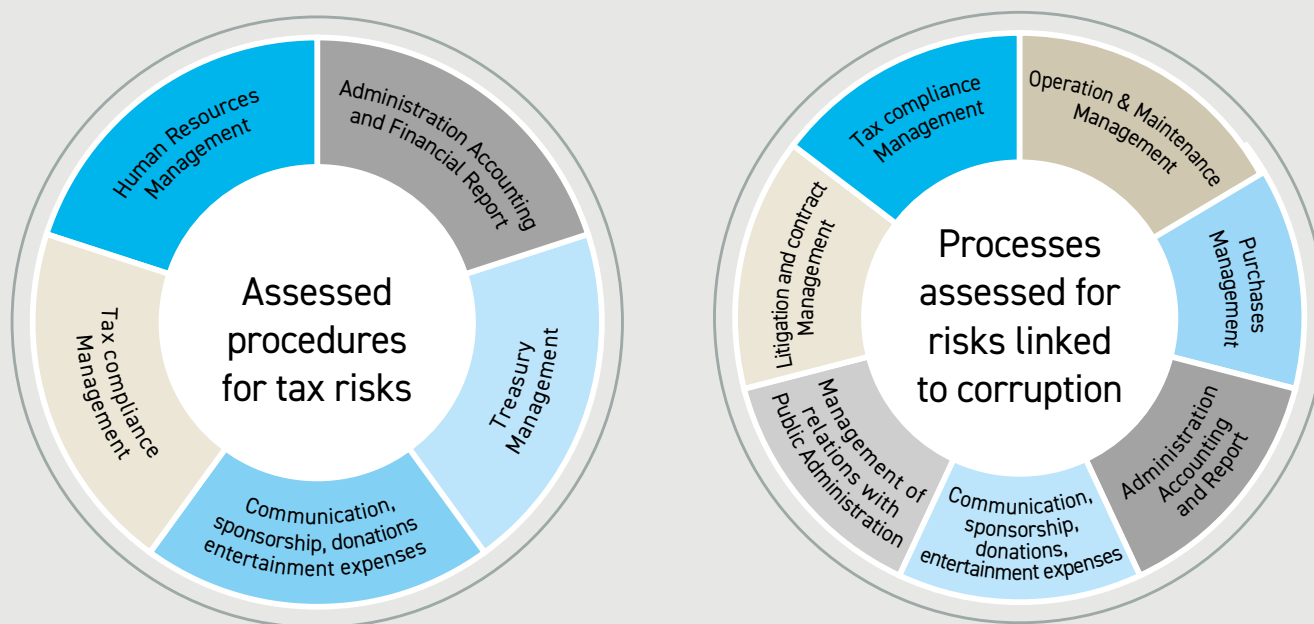 Human Resources
Management
Administration Accounting
and Financial Report
Treasury
Management
Communication,
sponsorship, donations
entertainment expenses
Tax compliance
Management
Assessed
procedures
for tax risks
Tax compliance
Management
Operation & Maintenance
Management
Purchases
Management
Administration
Accounting
and Report
Communication,
sponsorship,
donations,
entertainment expenses
Management of
relations with
Public Administration
Litigation and contract
Management
Processes
assessed for
risks linked
to corruption